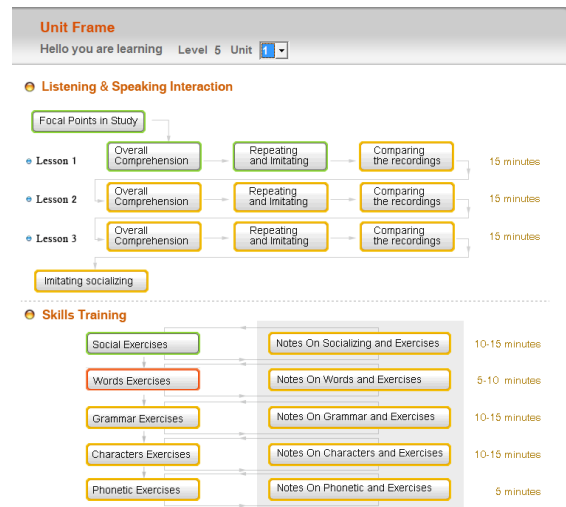 Unit Frame
Hello you are learning Level 5 Unit 1
Listening & Speaking Interaction
Focal Points in Study
Lesson 1
Overall
Comprehension
Repeating
and Imitating
Comparing
the recordings
15 minutes
Lesson 2
Overall
Comprehension
Repeating
and Imitating
Comparing
the recordings
15 minutes
Lesson 3
Overall
Comprehension
Repeating
and Imitating
Comparing
the recordings
15 minutes
Imitating socializing
Skills Training
Social Exercises
Notes On Socializing and Exercises
10-15 minutes
Words Exercises
Notes On Words and Exercises
5-10 minutes
Grammar Exercises
Notes On Grammar and Exercises
10-15 minutes
Characters Exercises
Notes On Characters and Exercises
10-15 minutes
Phonetic Exercises
Notes On Phonetic and Exercises
5 minutes